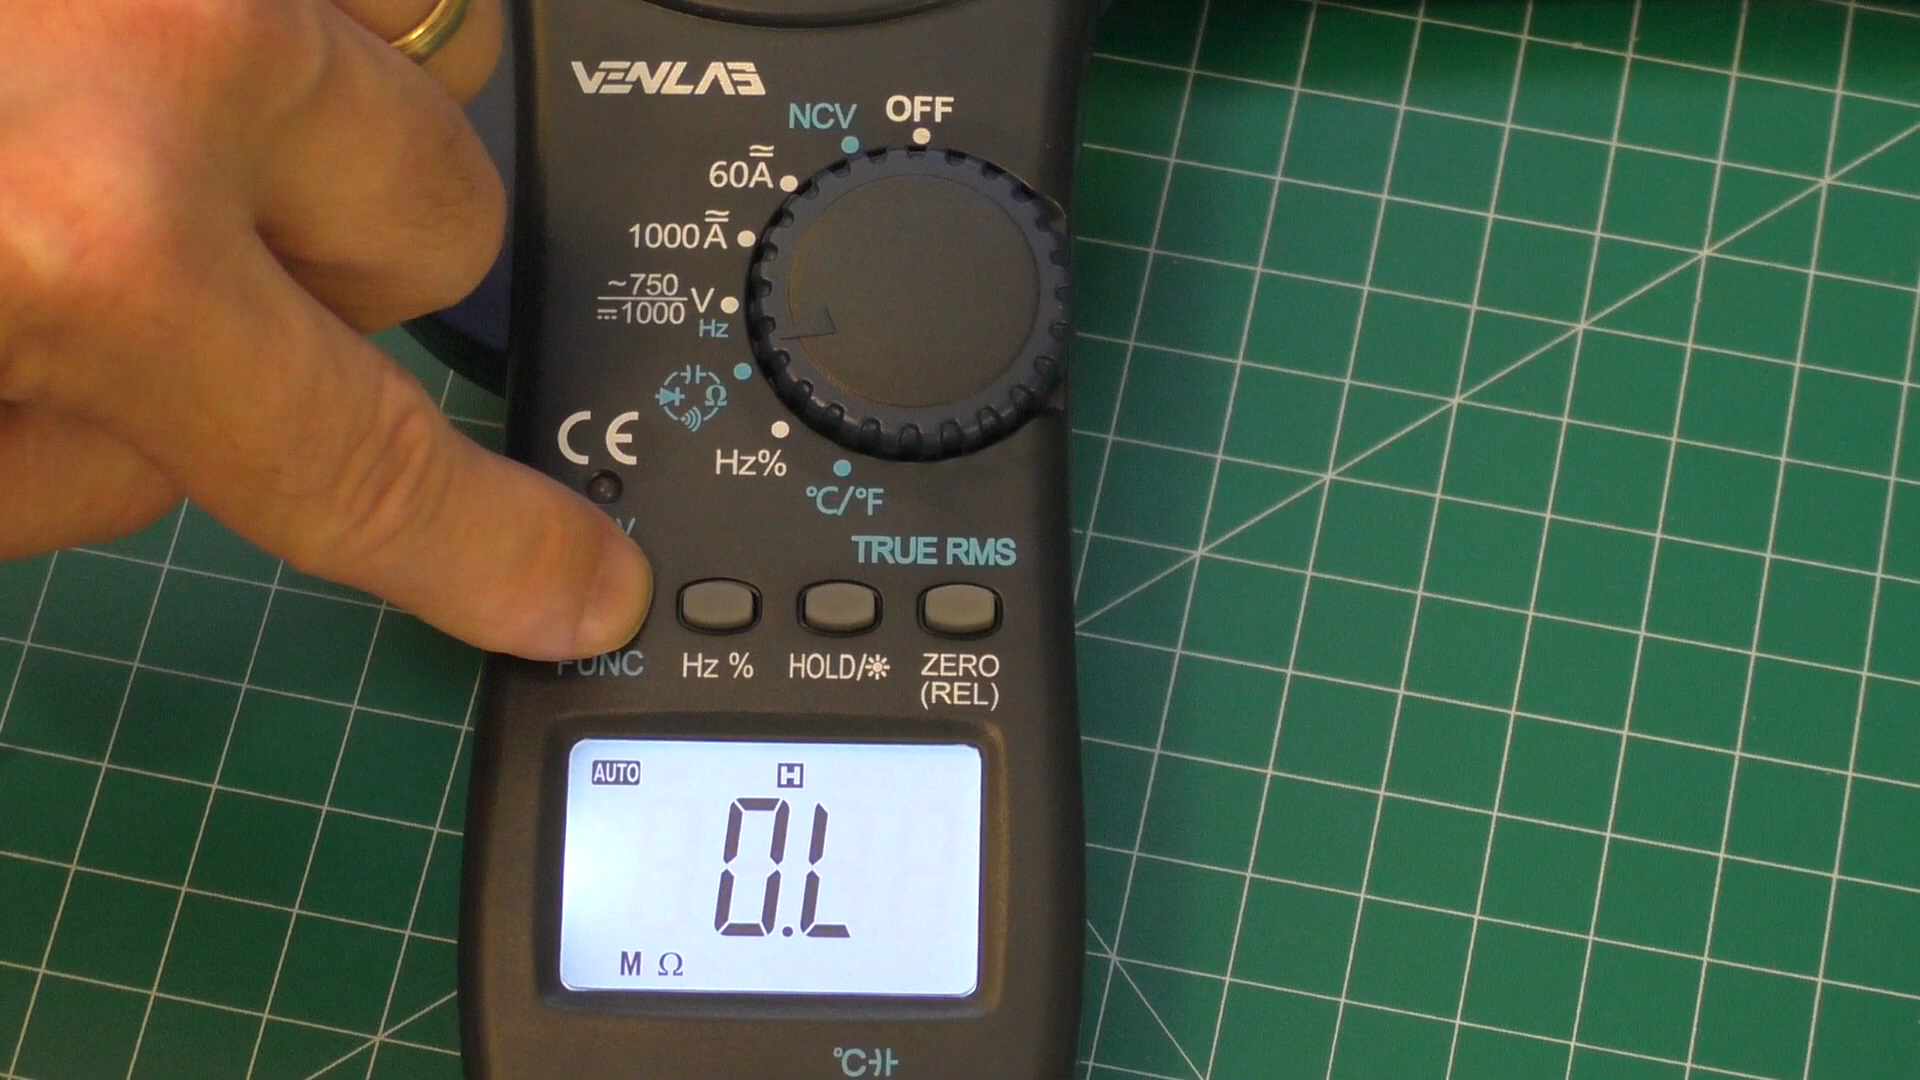 VENLAB
NCV
OFF
60A
1000A
~750
1000
V
Hz
Ω
CE
Hz%
°C/°F
TRUE RMS
FUNC
Hz %
HOLD/☀
ZERO
(REL)
AUTO
H
0.L
M Ω
°C